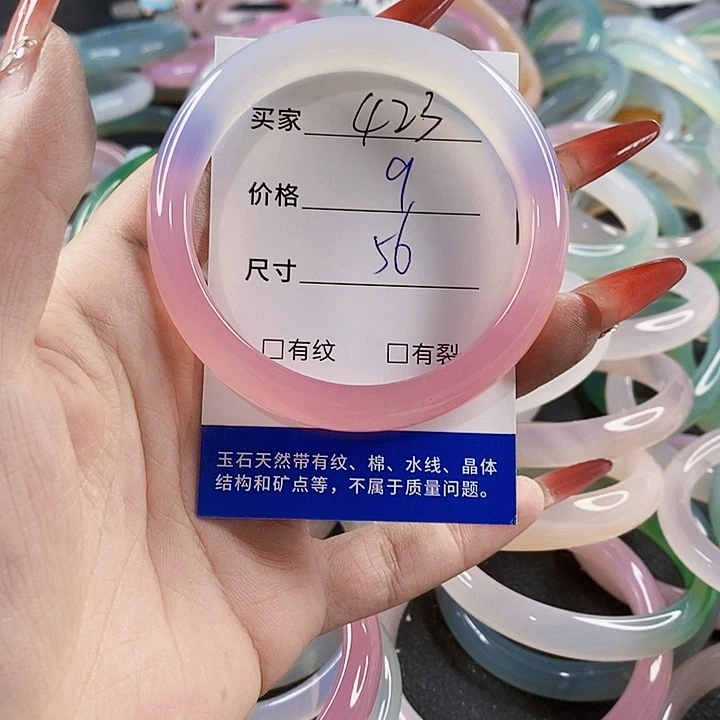 买家 423
价格 9
尺寸 56
□有纹 □有裂
玉石天然带有纹、棉、水线、晶体
结构和矿点等，不属于质量问题。